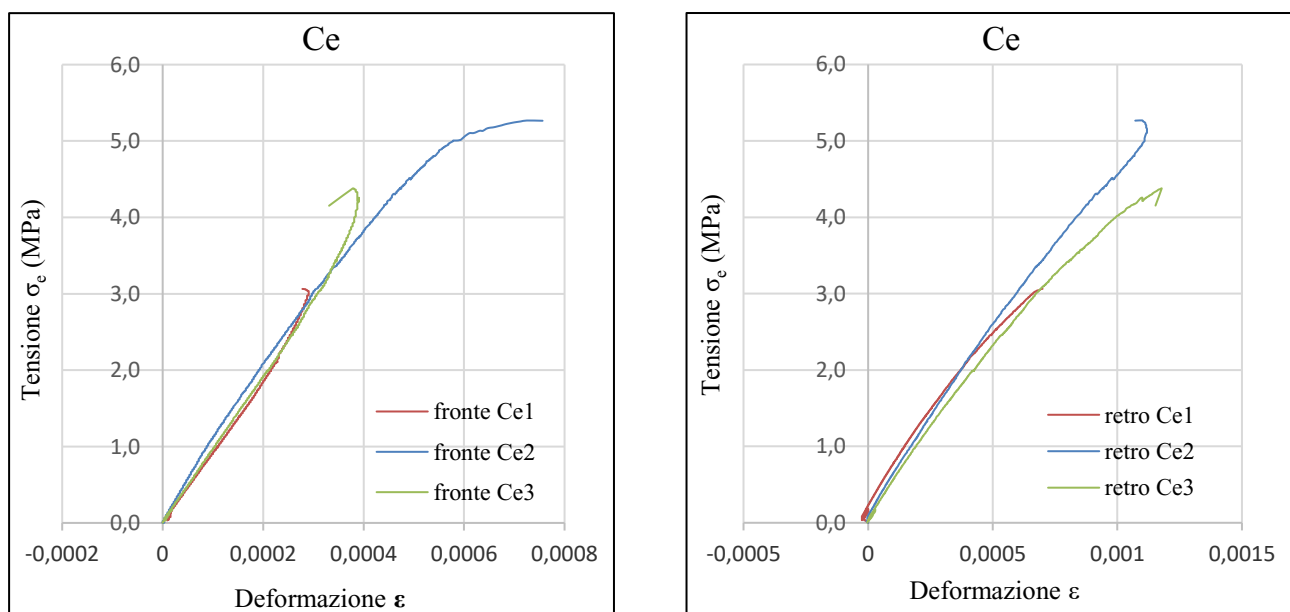 Ce
6,0
5,0
4,0
3,0
2,0
1,0
0,0
-0,0002 0 0,0002 0,0004 0,0006 0,0008
Tensione σe (MPa)
Deformazione ε
fronte Ce1
fronte Ce2
fronte Ce3
Ce
6,0
5,0
4,0
3,0
2,0
1,0
0,0
-0,0005 0 0,0005 0,001 0,0015
Tensione σe (MPa)
Deformazione ε
retro Ce1
retro Ce2
retro Ce3